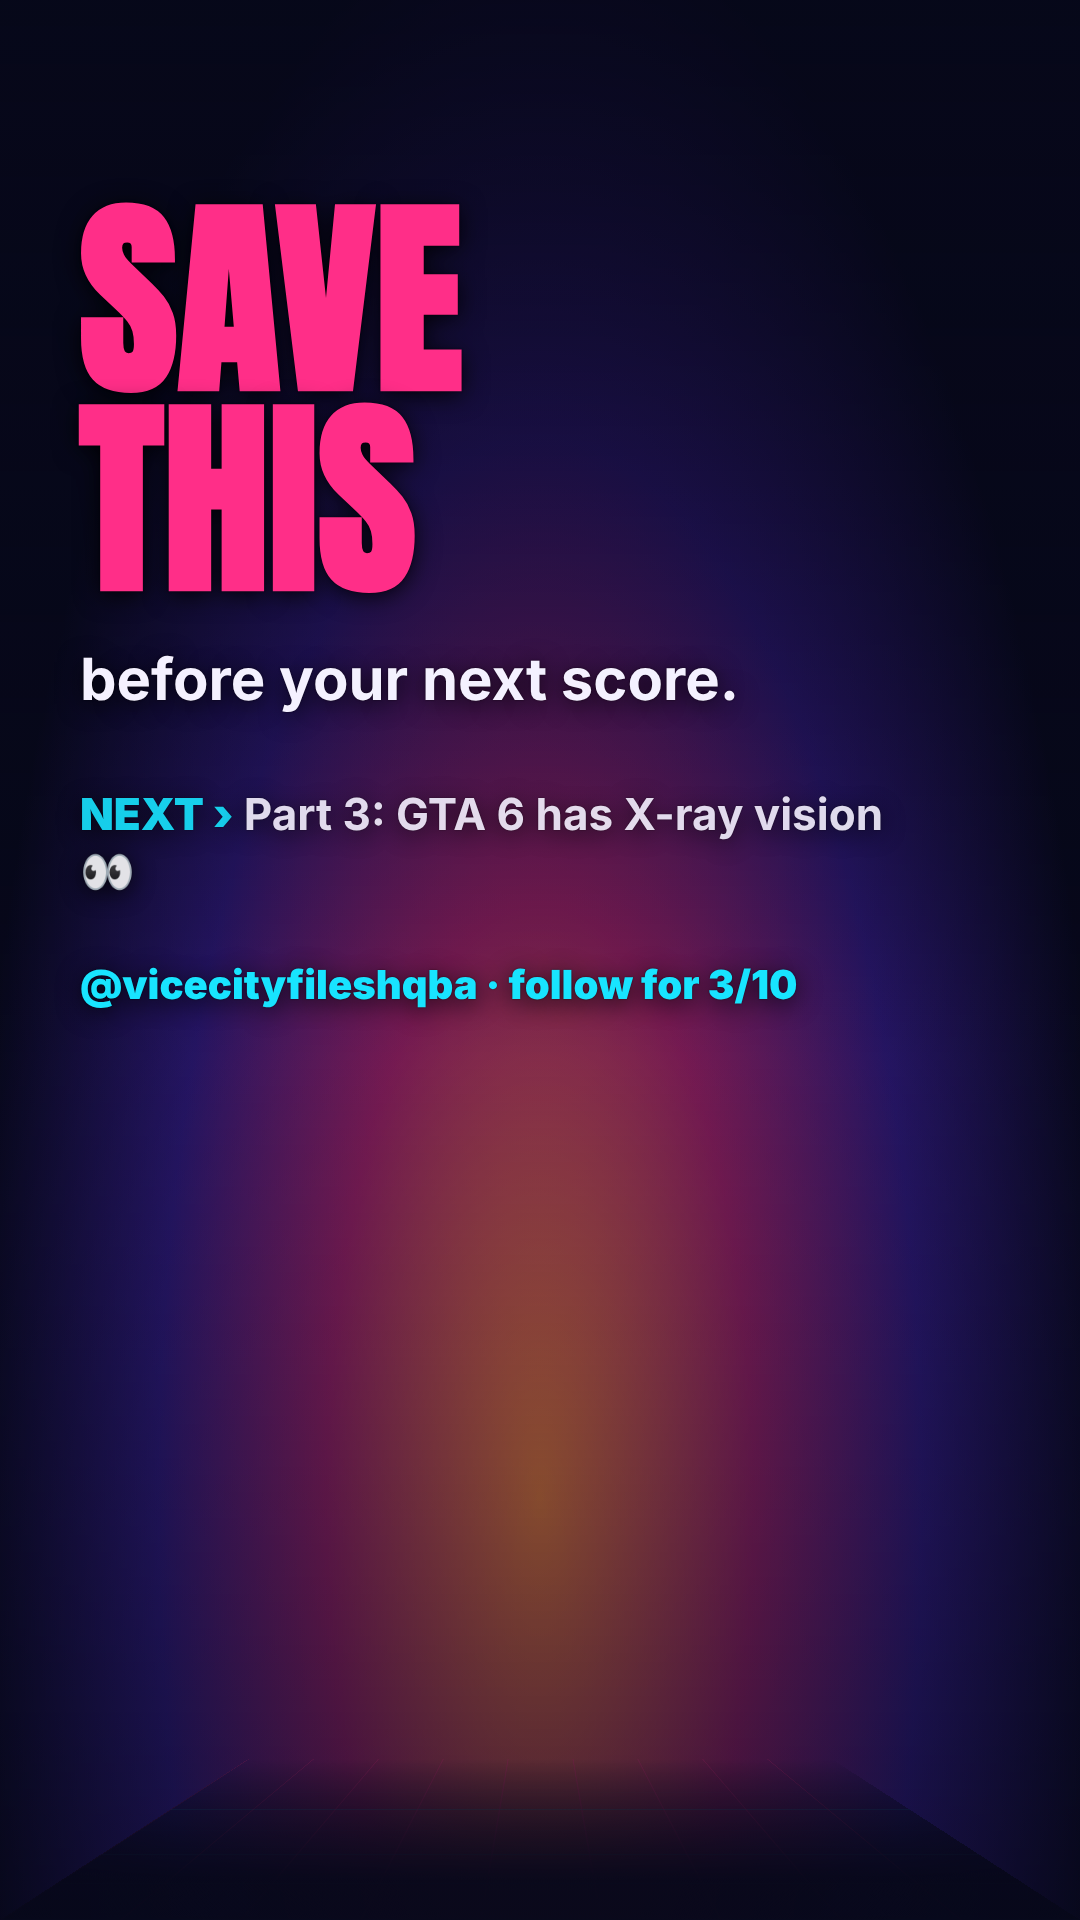 SAVE
THIS
before your next score.
NEXT › Part 3: GTA 6 has X-ray vision
👀
@vicecityfileshqba · follow for 3/10